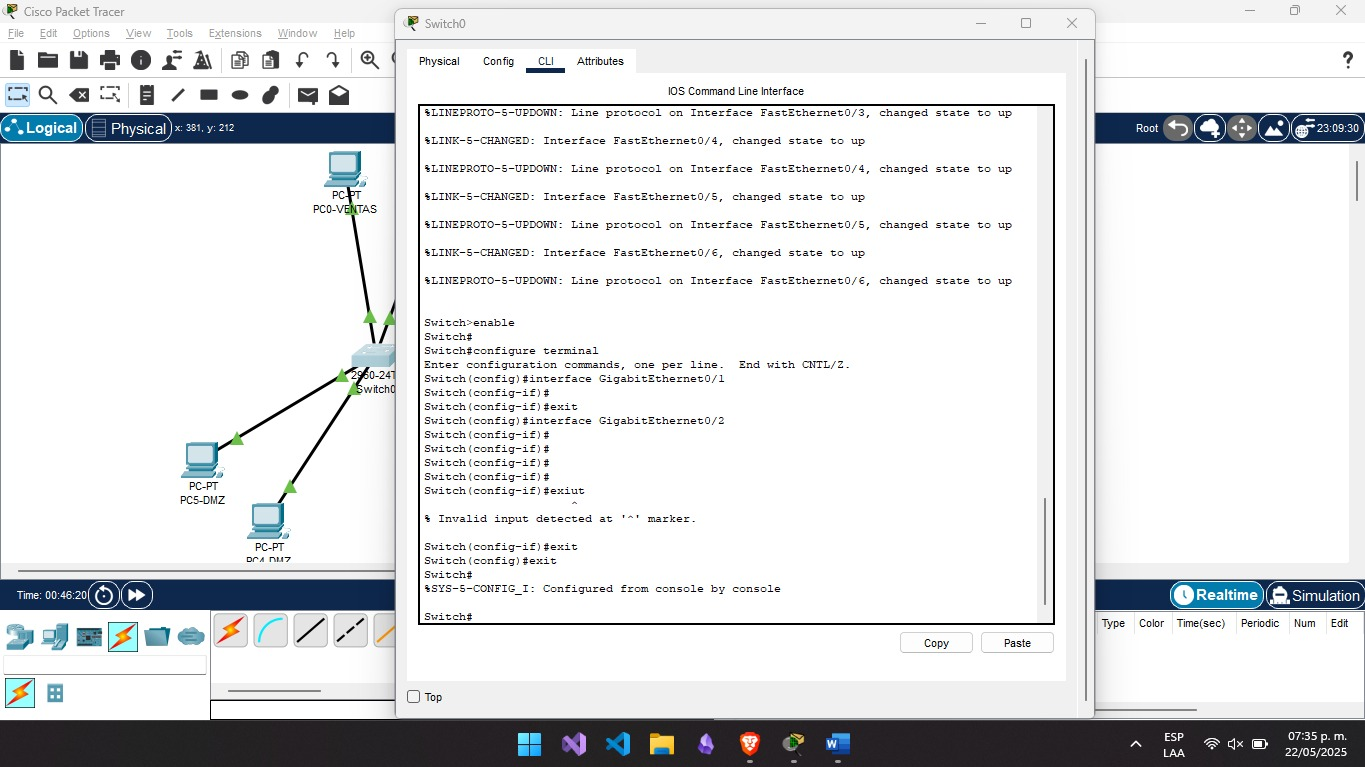 Cisco Packet Tracer
File Edit Options View Tools Extensions Window Help
?
Logical
Physical
x: 381, y: 212
Root
23:09:30
PC-PT
PC0-VENTAS
2960-24T
Switch0
PC-PT
PC5-DMZ
PC-PT
PC4-DMZ
Switch0
Physical Config CLI Attributes
IOS Command Line Interface
%LINEPROTO-5-UPDOWN: Line protocol on Interface FastEthernet0/3, changed state to up
%LINK-5-CHANGED: Interface FastEthernet0/4, changed state to up
%LINEPROTO-5-UPDOWN: Line protocol on Interface FastEthernet0/4, changed state to up
%LINK-5-CHANGED: Interface FastEthernet0/5, changed state to up
%LINEPROTO-5-UPDOWN: Line protocol on Interface FastEthernet0/5, changed state to up
%LINK-5-CHANGED: Interface FastEthernet0/6, changed state to up
%LINEPROTO-5-UPDOWN: Line protocol on Interface FastEthernet0/6, changed state to up
Switch>enable
Switch#
Switch#configure terminal
Enter configuration commands, one per line.  End with CNTL/Z.
Switch(config)#interface GigabitEthernet0/1
Switch(config-if)#
Switch(config-if)#exit
Switch(config)#interface GigabitEthernet0/2
Switch(config-if)#
Switch(config-if)#
Switch(config-if)#
Switch(config-if)#
Switch(config-if)#exiut
^
% Invalid input detected at '^' marker.
Switch(config-if)#exit
Switch(config)#exit
Switch#
%SYS-5-CONFIG_I: Configured from console by console
Switch#
Copy Paste
Top
Time: 00:46:20
Realtime
Simulation
Type Color Time(sec) Periodic Num Edit
ESP
LAA
07:35 p. m.
22/05/2025